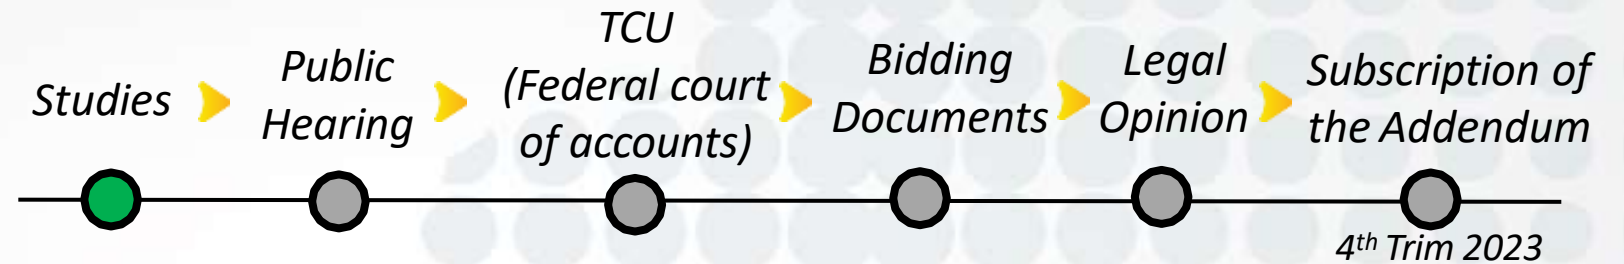 Studies
Public
Hearing
TCU
(Federal court
of accounts)
Bidding
Documents
Legal
Opinion
Subscription of
the Addendum
4th Trim 2023